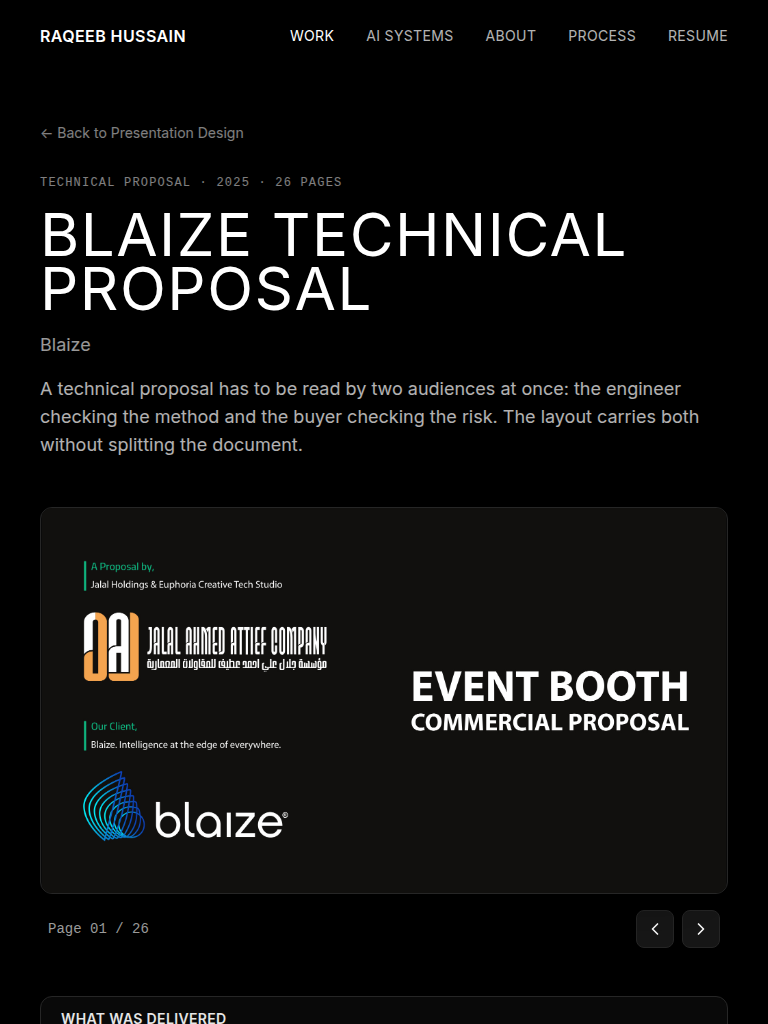 RAQEEB HUSSAIN WORK AI SYSTEMS ABOUT PROCESS RESUME
← Back to Presentation Design
TECHNICAL PROPOSAL · 2025 · 26 PAGES
BLAIZE TECHNICAL
PROPOSAL
Blaize
A technical proposal has to be read by two audiences at once: the engineer
checking the method and the buyer checking the risk. The layout carries both
without splitting the document.
A Proposal by,
Jalal Holdings & Euphoria Creative Tech Studio
JALAL AHMED ATTIEF COMPANY
مؤسسة جلال علي احمد عطيف للمقاولات المعمارية
EVENT BOOTH
COMMERCIAL PROPOSAL
Our Client,
Blaize. Intelligence at the edge of everywhere.
blaize®
Page 01 / 26
WHAT WAS DELIVERED